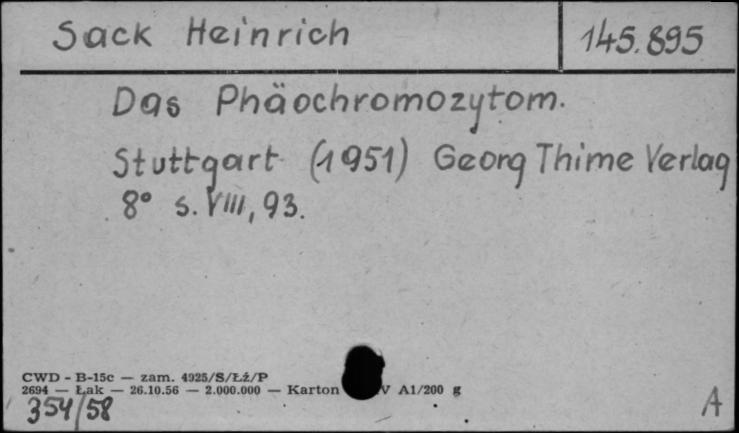 Sack Heinrich 145.895
Das Phäochromozytom.
Stuttgart (1951) Georg Thime Verlag
8° s. VIII, 93.
CWD - B-15c — zam. 4925/S/Łż/P
2694 — Łak — 26.10.56 — 2.000.000 — Karton V A1/200 g
354/58 A